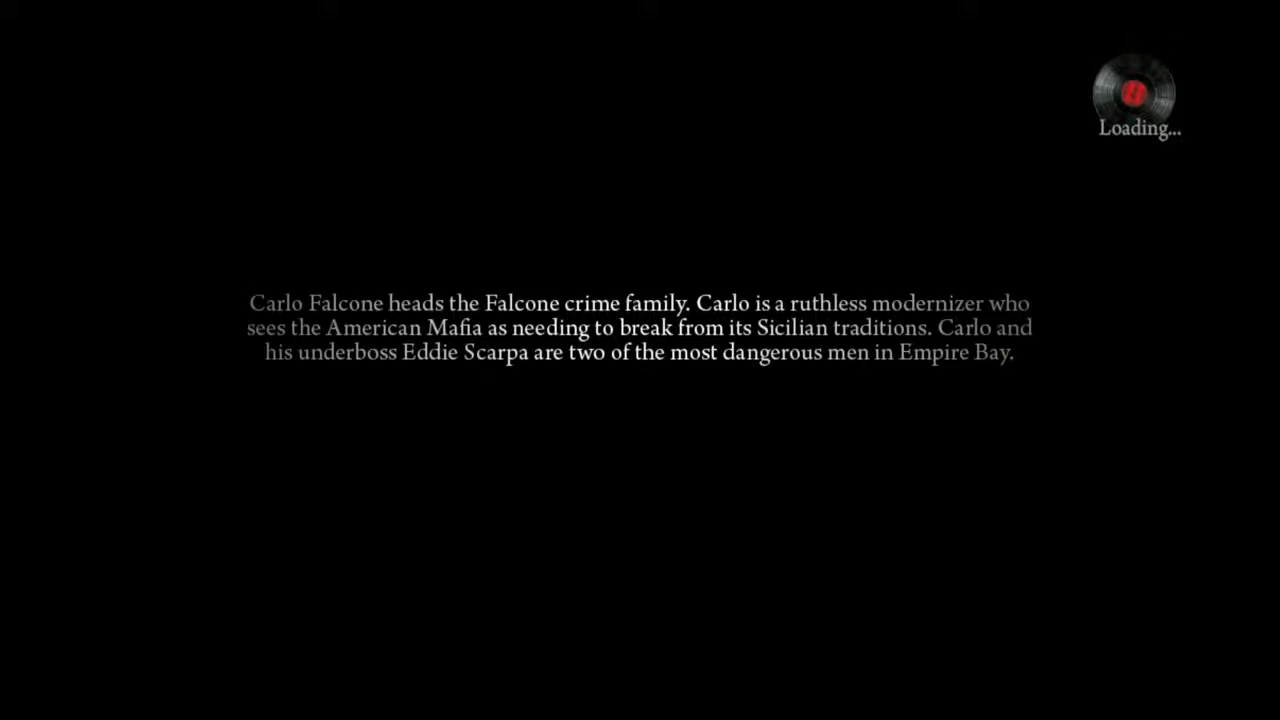 Loading...
Carlo Falcone heads the Falcone crime family. Carlo is a ruthless modernizer who
sees the American Mafia as needing to break from its Sicilian traditions. Carlo and
his underboss Eddie Scarpa are two of the most dangerous men in Empire Bay.